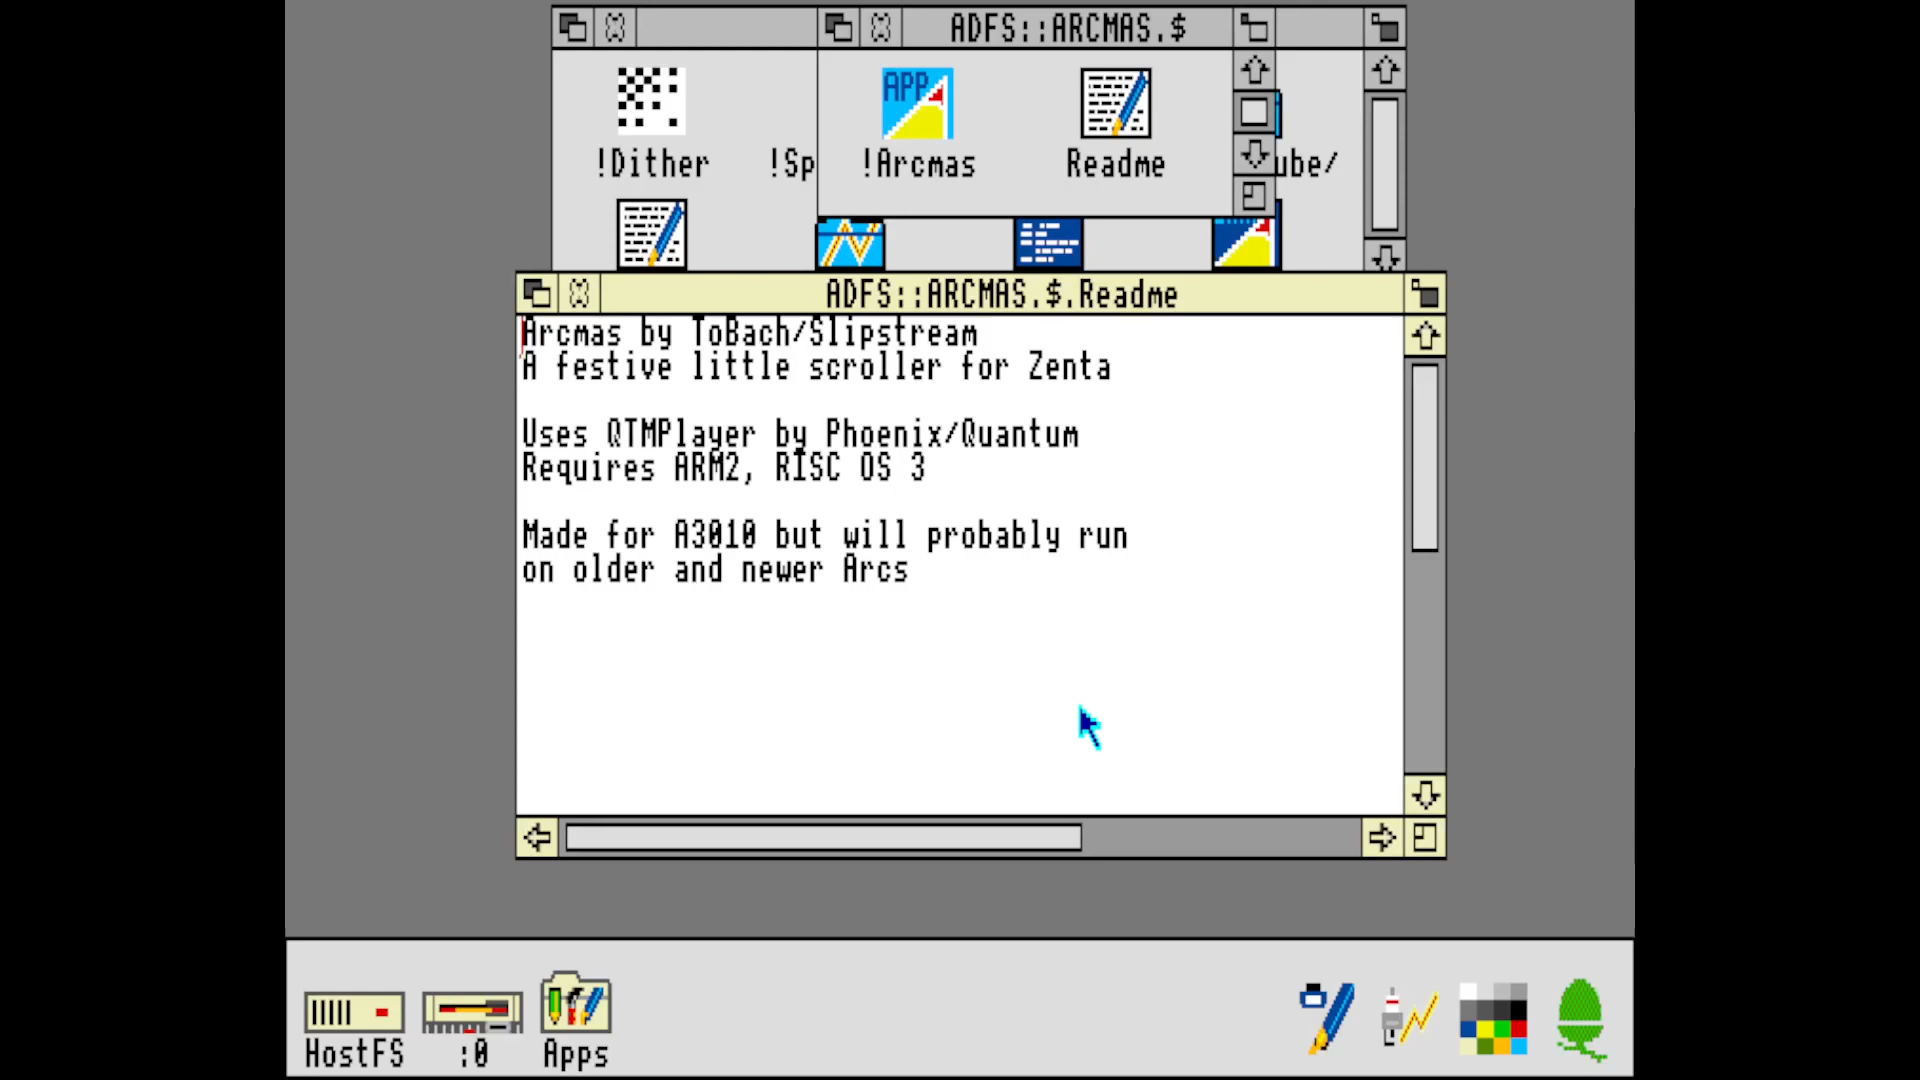 ADFS::ARCMAS.$
APP
!Dither
!Sp
!Arcmas
Readme
ube/
ADFS::ARCMAS.$.Readme
Arcmas by ToBach/Slipstream
A festive little scroller for Zenta
Uses QTMPlayer by Phoenix/Quantum
Requires ARM2, RISC OS 3
Made for A3010 but will probably run
on older and newer Arcs
HostFS
:0
Apps